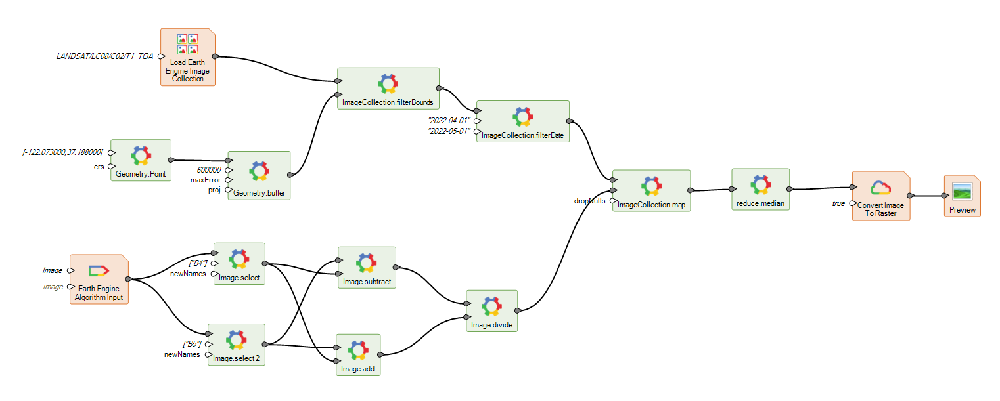 LANDSAT/LC08/C02/T1_TOA
Load Earth
Engine Image
Collection
ImageCollection.filterBounds
"2022-04-01"
"2022-05-01"
ImageCollection.filterDate
[-122.073000,37.188000]
crs
Geometry.Point
600000
maxError
proj
Geometry.buffer
dropNulls
ImageCollection.map
reduce.median
true
Convert Image
To Raster
Preview
Image
image
Earth Engine
Algorithm Input
["B4"]
newNames
Image.select
["B5"]
newNames
Image.select 2
Image.subtract
Image.add
Image.divide